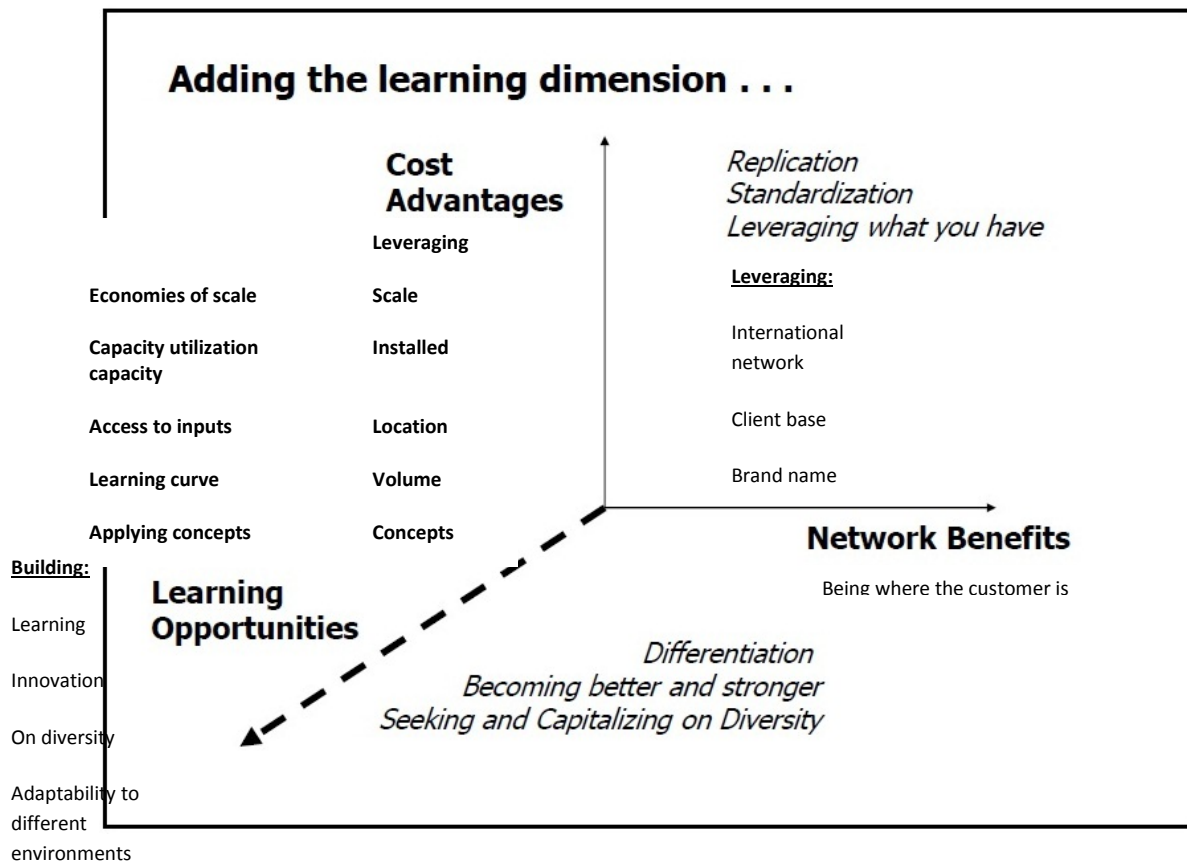 Adding the learning dimension . . .
Cost
Advantages
Replication
Standardization
Leveraging what you have
Leveraging
Leveraging:
Economies of scale
Scale
International
network
Capacity utilization
capacity
Installed
Client base
Access to inputs
Location
Learning curve
Volume
Brand name
Applying concepts
Concepts
Network Benefits
Building:
Being where the customer is
Learning
Opportunities
Learning
Innovation
On diversity
Adaptability to
different
environments
Differentiation
Becoming better and stronger
Seeking and Capitalizing on Diversity